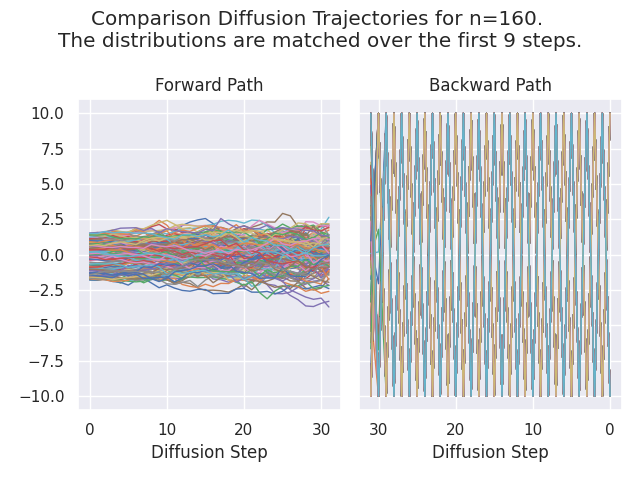 Comparison Diffusion Trajectories for n=160.
The distributions are matched over the first 9 steps.
Forward Path
Backward Path
10.0
7.5
5.0
2.5
0.0
−2.5
−5.0
−7.5
−10.0
0 10 20 30
30 20 10 0
Diffusion Step
Diffusion Step